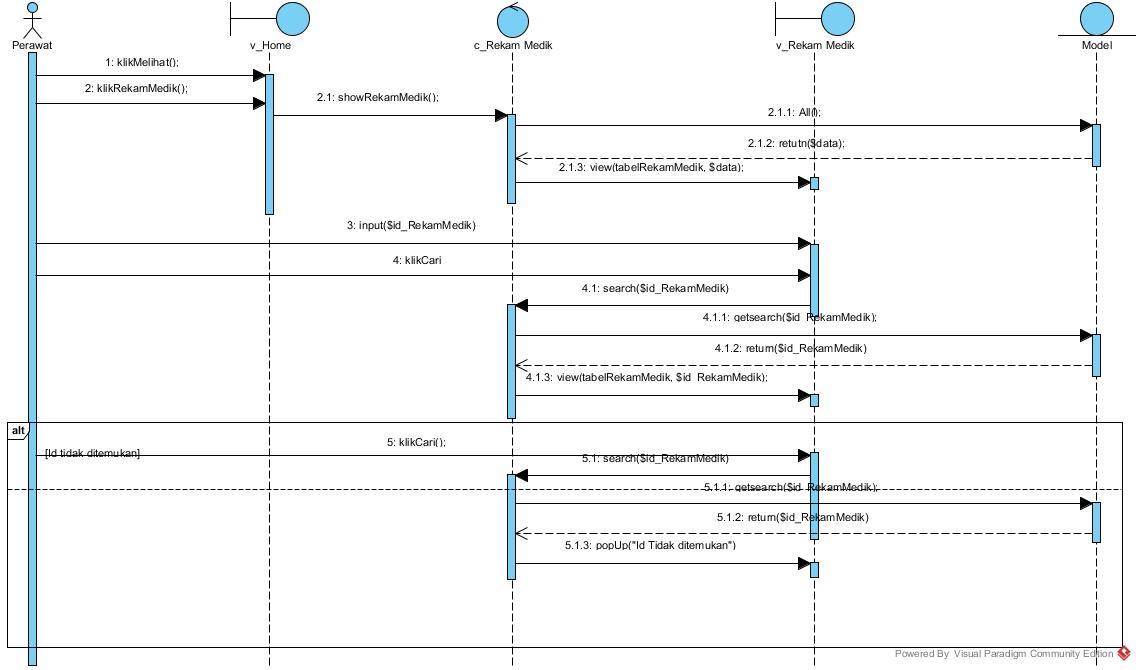 Perawat
v_Home
c_Rekam Medik
v_Rekam Medik
Model
1: klikMelihat();
2: klikRekamMedik();
2.1: showRekamMedik();
2.1.1: All();
2.1.2: retutn($data);
2.1.3: view(tabelRekamMedik, $data);
3: input($id_RekamMedik)
4: klikCari
4.1: search($id_RekamMedik)
4.1.1: getsearch($id_RekamMedik);
4.1.2: return($id_RekamMedik)
4.1.3: view(tabelRekamMedik, $id_RekamMedik);
alt
5: klikCari();
[Id tidak ditemukan]
5.1: search($id_RekamMedik)
5.1.1: getsearch($id_RekamMedik);
5.1.2: return($id_RekamMedik)
5.1.3: popUp("Id Tidak ditemukan")
Powered By Visual Paradigm Community Edition